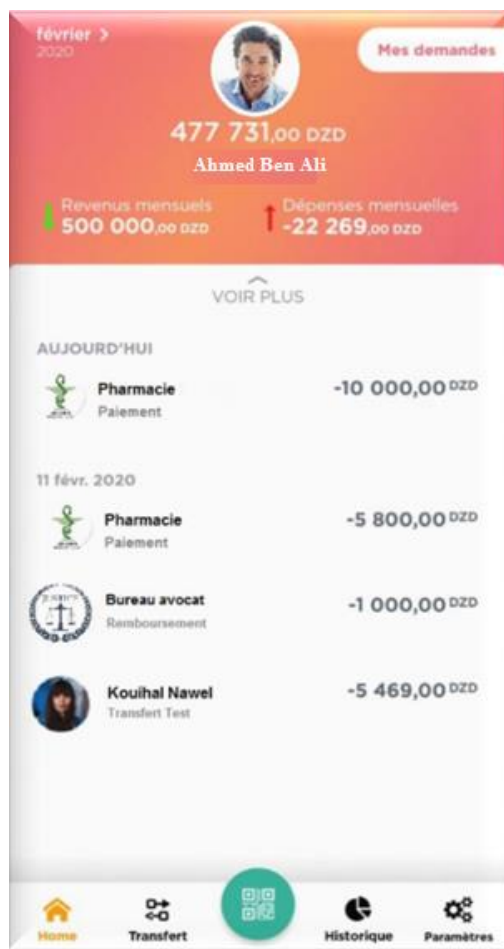 février >
2020
Mes demandes
477 731,00 DZD
Ahmed Ben Ali
Revenus mensuels
500 000,00 DZD
Dépenses mensuelles
-22 269,00 DZD
VOIR PLUS
AUJOURD'HUI
Pharmacie
-10 000,00 DZD
Paiement
11 févr. 2020
Pharmacie
-5 800,00 DZD
Paiement
Bureau avocat
-1 000,00 DZD
Remboursement
Kouihal Nawel
-5 469,00 DZD
Transfert Test
Home
Transfert
Historique
Paramètres